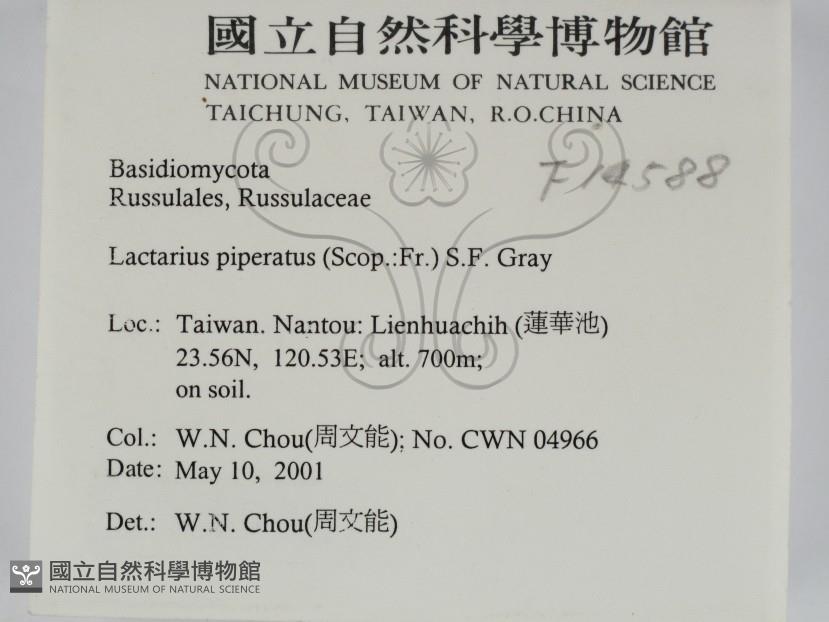 國立自然科學博物館
NATIONAL MUSEUM OF NATURAL SCIENCE
TAICHUNG, TAIWAN, R.O.CHINA
F14588
Basidiomycota
Russulales, Russulaceae
Lactarius piperatus (Scop.:Fr.) S.F. Gray
Loc.: Taiwan. Nantou: Lienhuachih (蓮華池)
23.56N, 120.53E; alt. 700m;
on soil.
Col.: W.N. Chou(周文能); No. CWN 04966
Date: May 10, 2001
Det.: W.N. Chou(周文能)
國立自然科學博物館
NATIONAL MUSEUM OF NATURAL SCIENCE